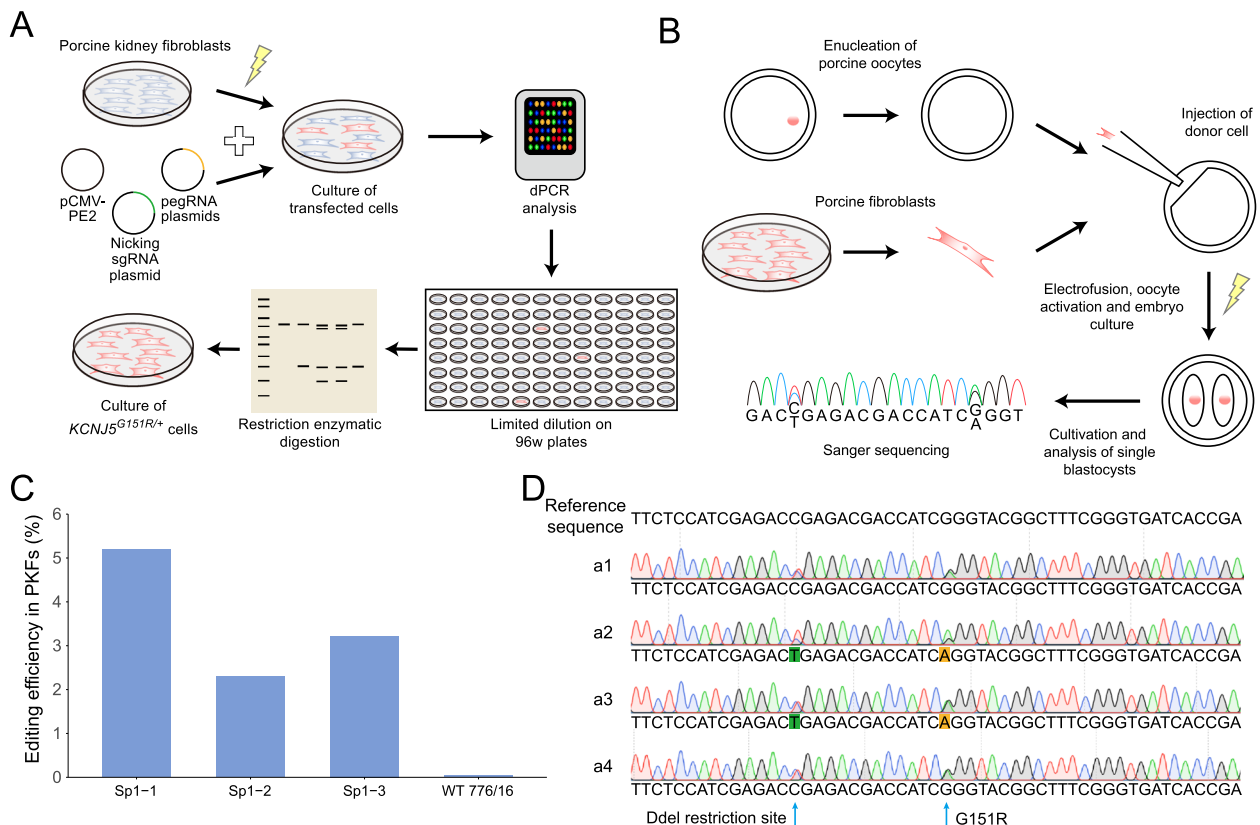 A
Porcine kidney fibroblasts
pCMV-
PE2
pegRNA
plasmids
Nicking
sgRNA
plasmid
Culture of
transfected cells
dPCR
analysis
Limited dilution on
96w plates
Restriction enzymatic
digestion
Culture of
KCNJ5G151R/+ cells
B
Enucleation of
porcine oocytes
Injection of
donor cell
Porcine fibroblasts
Electrofusion, oocyte
activation and embryo
culture
Cultivation and
analysis of single
blastocysts
GACCGAGACGACCATCGGGT
T A
Sanger sequencing
C
Editing efficiency in PKFs (%)
6
5
4
3
2
1
0
Sp1−1 Sp1−2 Sp1−3 WT 776/16
D
Reference
sequence
TTCTCCATCGAGACCGAGACGACCATCGGGTACGGCTTTCGGGTGATCACCGA
a1
TTCTCCATCGAGACCGAGACGACCATCGGGTACGGCTTTCGGGTGATCACCGA
a2
TTCTCCATCGAGACTGAGACGACCATCAGGTACGGCTTTCGGGTGATCACCGA
a3
TTCTCCATCGAGACTGAGACGACCATCAGGTACGGCTTTCGGGTGATCACCGA
a4
TTCTCCATCGAGACCGAGACGACCATCGGGTACGGCTTTCGGGTGATCACCGA
DdeI restriction site
G151R